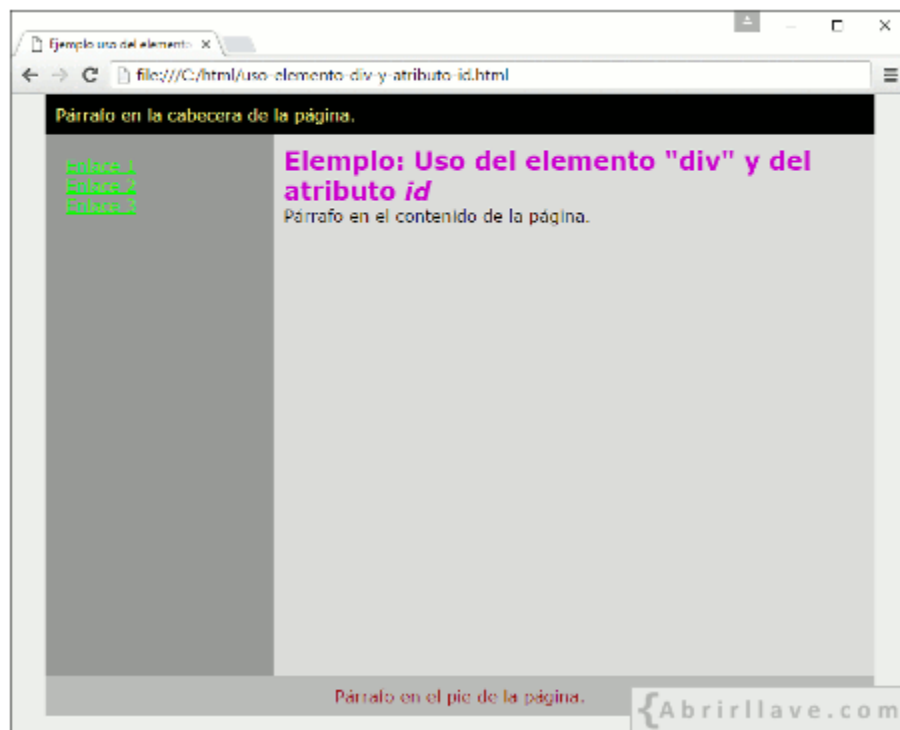 Ejemplo uso del elemento
file:///C:/html/uso-elemento-div-y-atributo-id.html
Párrafo en la cabecera de la página.
Enlace 1
Enlace 2
Enlace 3
Elemplo: Uso del elemento "div" y del
atributo id
Párrafo en el contenido de la página.
Párrafo en el pie de la página.
{Abrirllave.com